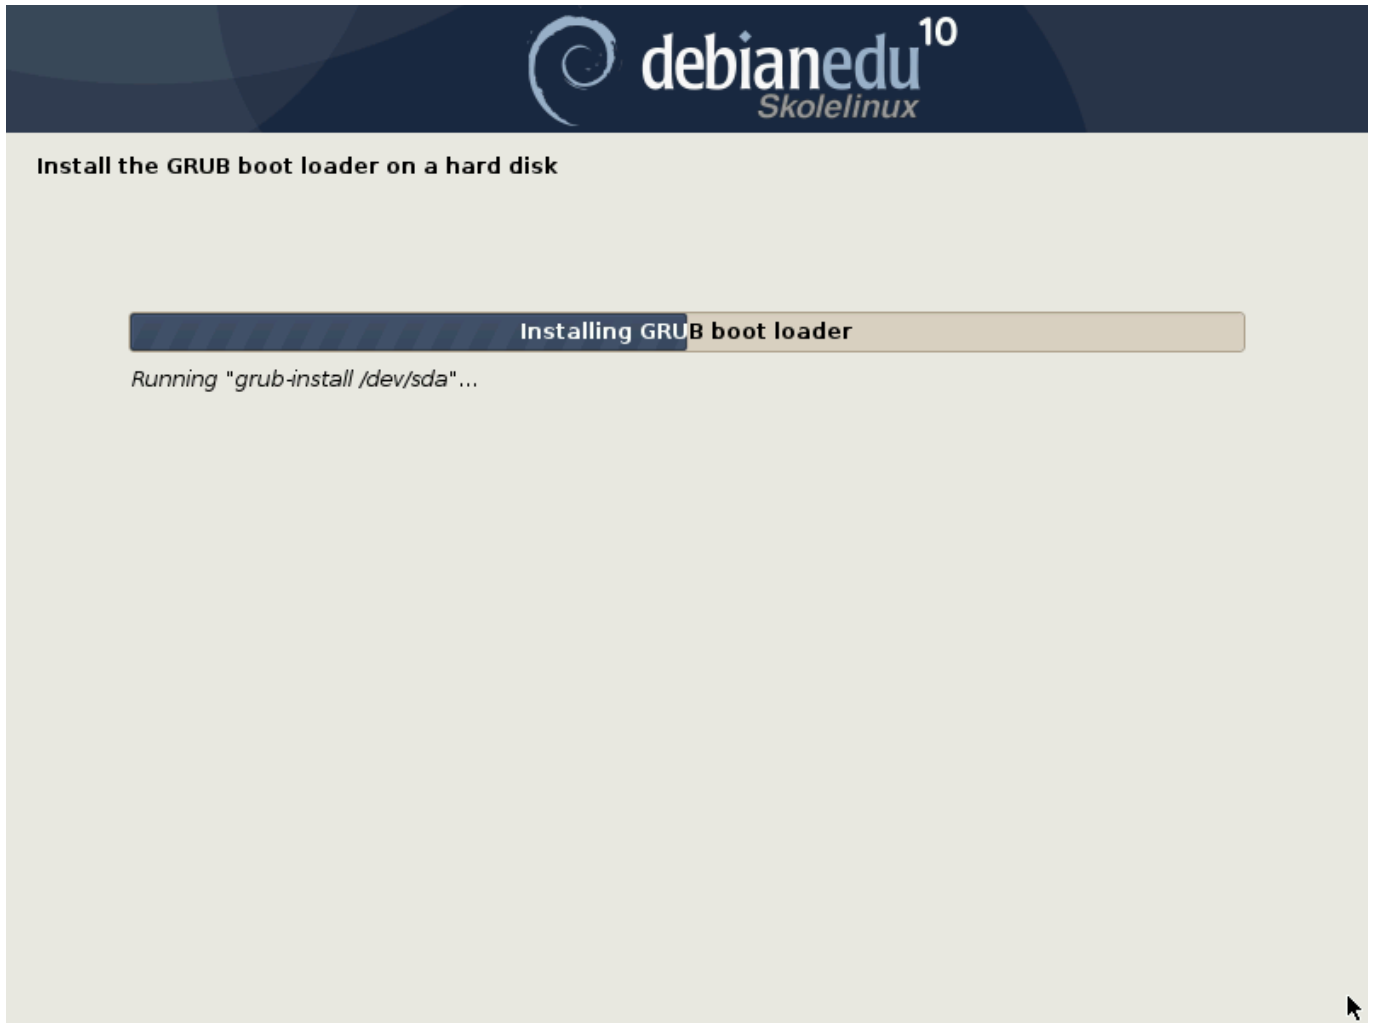 debianedu 10
Skolelinux
Install the GRUB boot loader on a hard disk
Installing GRUB boot loader
Running "grub-install /dev/sda"...